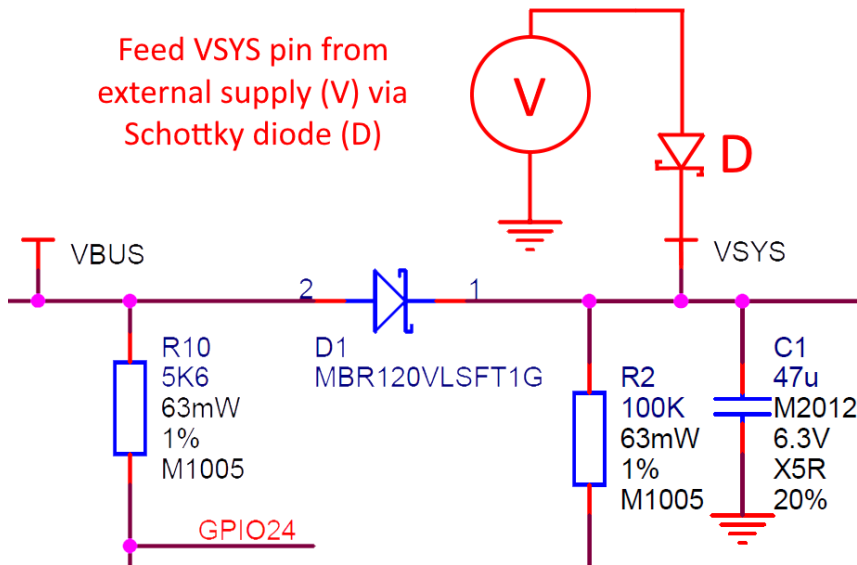 Feed VSYS pin from
external supply (V) via
Schottky diode (D)
V
D
VBUS
VSYS
2
1
R10
5K6
63mW
1%
M1005
D1
MBR120VLSFT1G
R2
100K
63mW
1%
M1005
C1
47u
M2012
6.3V
X5R
20%
GPIO24